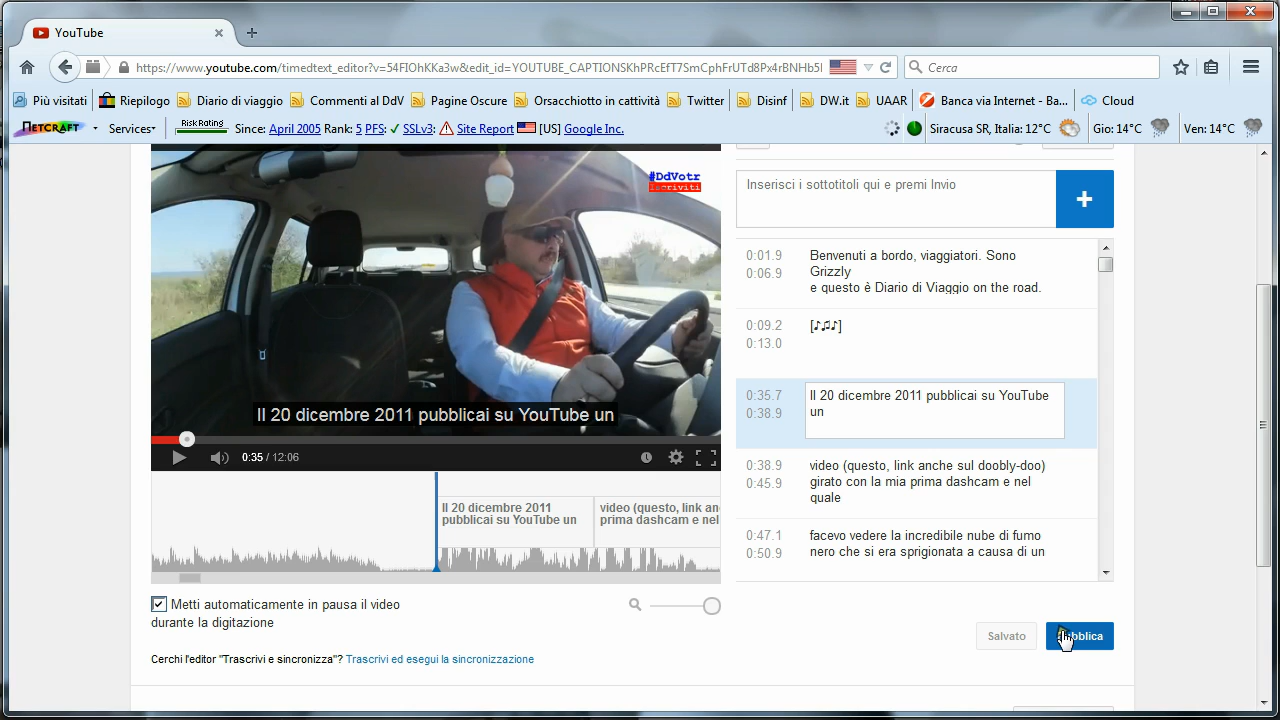 YouTube
https://www.youtube.com/timedtext_editor?v=54FIOhKKa3w&edit_id=YOUTUBE_CAPTIONSKhPRcEfT7SmCphFrUTd8Px4rBNHb5I
Cerca
Più visitati
Riepilogo
Diario di viaggio
Commenti al DdV
Pagine Oscure
Orsacchiotto in cattività
Twitter
Disinf
DW.it
UAAR
Banca via Internet - Ba...
Cloud
NETCRAFT
Services
Risk Rating
Since: April 2005 Rank: 5 PFS: ✓ SSLv3: Site Report [US] Google Inc.
Siracusa SR, Italia: 12°C
Gio: 14°C
Ven: 14°C
#DdVotr
Iscriviti
Il 20 dicembre 2011 pubblicai su YouTube un
0:35 / 12:06
Il 20 dicembre 2011
pubblicai su YouTube un
video (questo, link an
prima dashcam e nel
Metti automaticamente in pausa il video
durante la digitazione
Cerchi l'editor "Trascrivi e sincronizza"? Trascrivi ed esegui la sincronizzazione
Inserisci i sottotitoli qui e premi Invio
+
0:01.9
0:06.9
Benvenuti a bordo, viaggiatori. Sono
Grizzly
e questo è Diario di Viaggio on the road.
0:09.2
0:13.0
[♪♫♪]
0:35.7
0:38.9
Il 20 dicembre 2011 pubblicai su YouTube
un
0:38.9
0:45.9
video (questo, link anche sul doobly-doo)
girato con la mia prima dashcam e nel
quale
0:47.1
0:50.9
facevo vedere la incredibile nube di fumo
nero che si era sprigionata a causa di un
Salvato
Pubblica